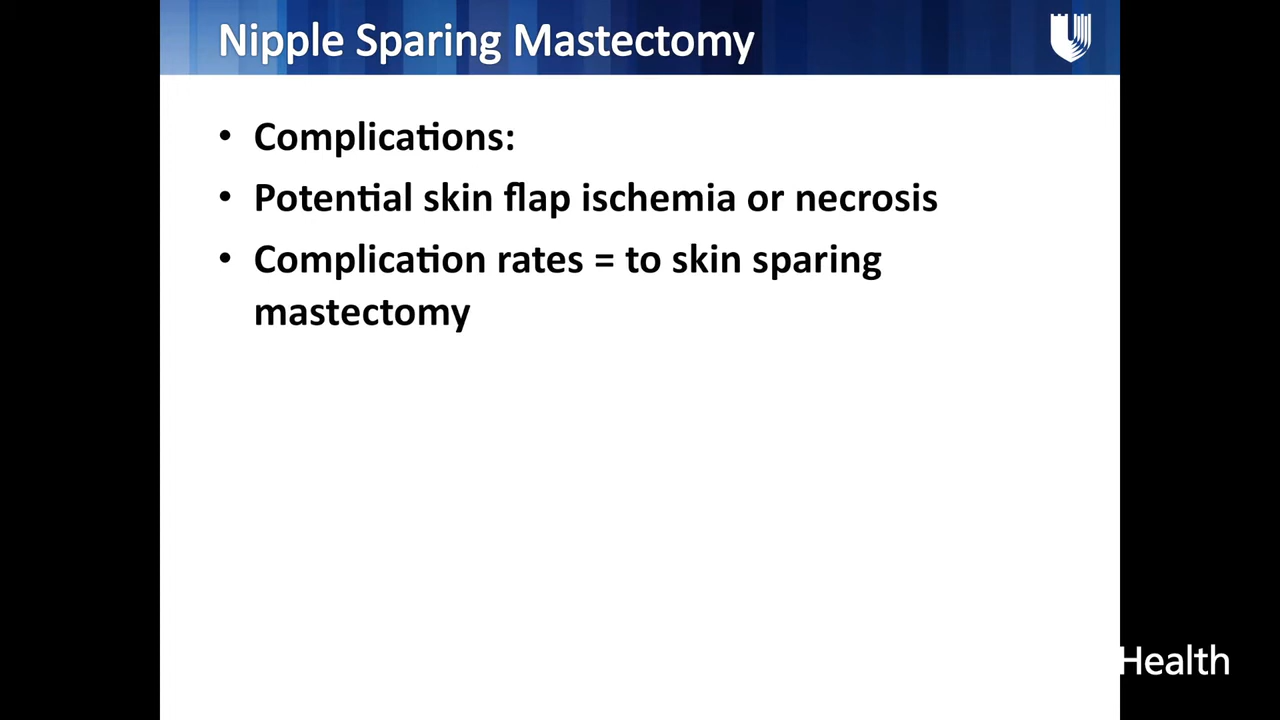 Nipple Sparing Mastectomy
• Complications:
• Potential skin flap ischemia or necrosis
• Complication rates = to skin sparing
mastectomy
Health